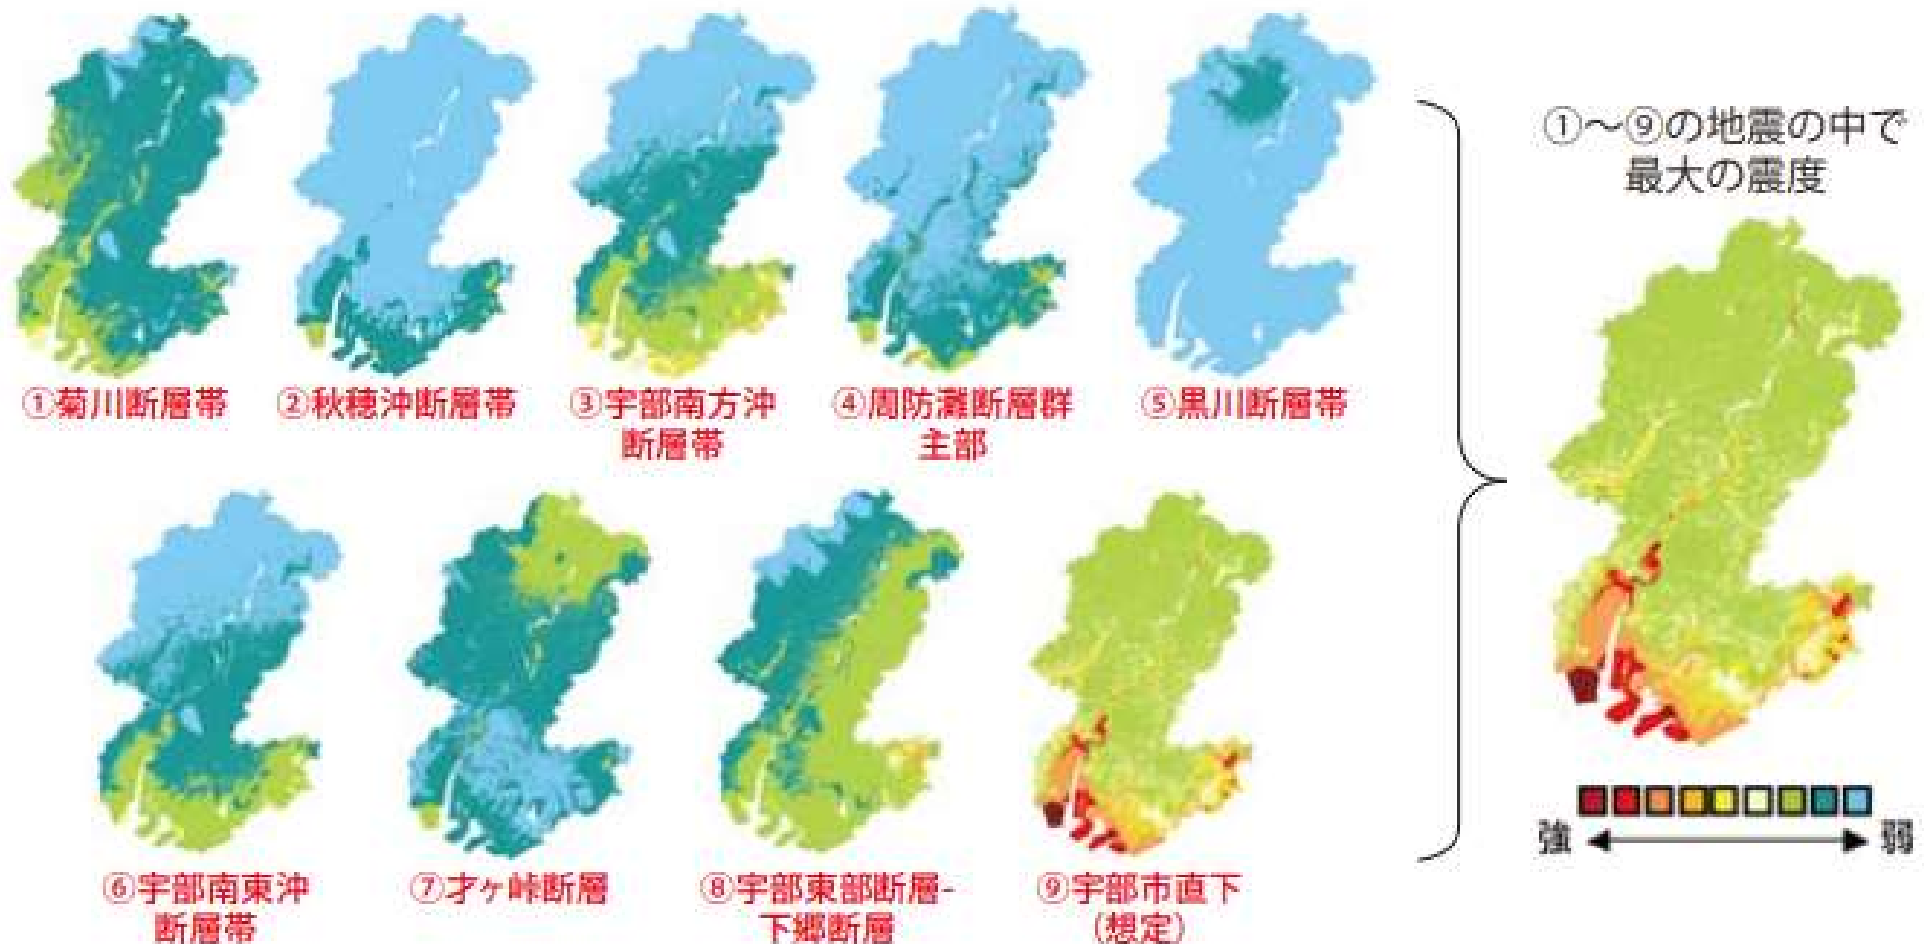 ①菊川断層帯
②秋穂沖断層帯
③宇部南方沖
断層帯
④周防灘断層群
主部
⑤黒川断層帯
⑥宇部南東沖
断層帯
⑦才ヶ峠断層
⑧宇部東部断層-
下郷断層
⑨宇部市直下
（想定）
①～⑨の地震の中で
最大の震度
強
弱